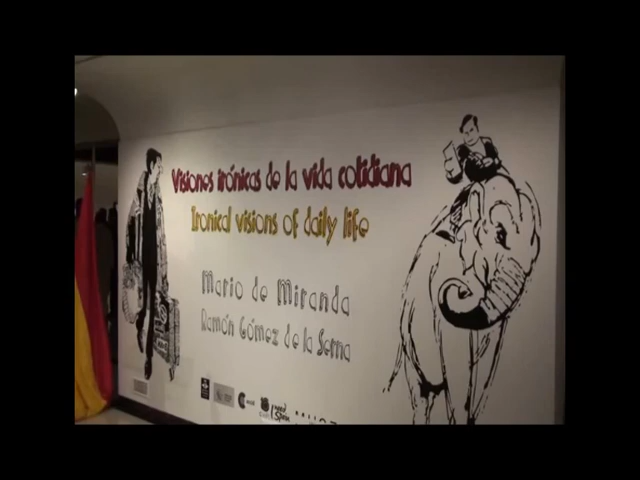 Visiones irónicas de la vida cotidiana
Ironical visions of daily life
Mario de Miranda
Ramón Gómez de la Serna